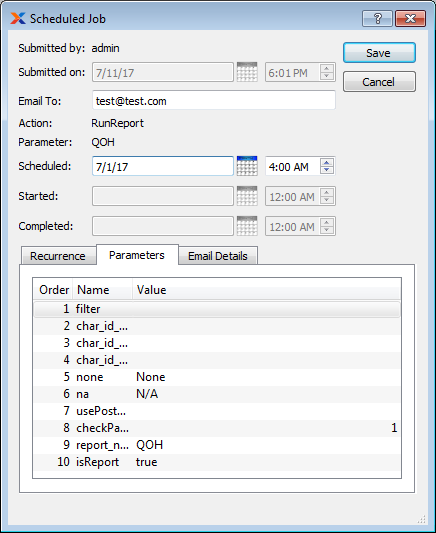 Scheduled Job
Submitted by: admin
Save
Submitted on: 7/11/17 6:01 PM
Cancel
Email To: test@test.com
Action: RunReport
Parameter: QOH
Scheduled: 7/1/17 4:00 AM
Started: 12:00 AM
Completed: 12:00 AM
Recurrence Parameters Email Details
Order Name Value
1 filter
2 char_id_...
3 char_id_...
4 char_id_...
5 none None
6 na N/A
7 usePost...
8 checkPa... 1
9 report_n... QOH
10 isReport true